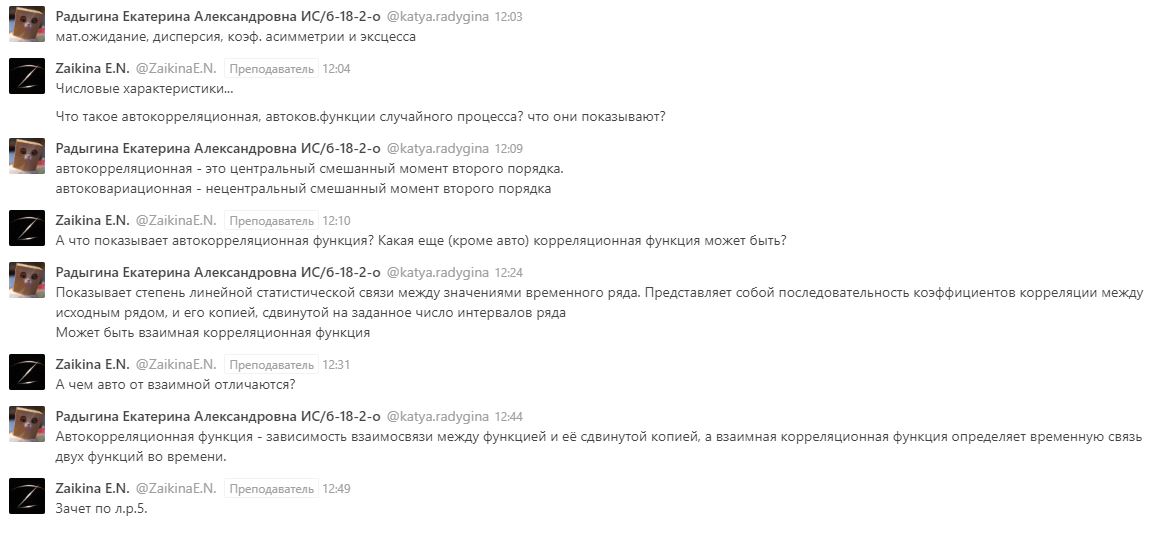 Радыгина Екатерина Александровна ИС/б-18-2-о @katya.radygina 12:03
мат.ожидание, дисперсия, коэф. асимметрии и эксцесса
Zaikina E.N. @ZaikinaE.N. Преподаватель 12:04
Числовые характеристики...
Что такое автокорреляционная, автоков.функции случайного процесса? что они показывают?
Радыгина Екатерина Александровна ИС/б-18-2-о @katya.radygina 12:09
автокорреляционная - это центральный смешанный момент второго порядка.
автоковариационная - нецентральный смешанный момент второго порядка
Zaikina E.N. @ZaikinaE.N. Преподаватель 12:10
А что показывает автокорреляционная функция? Какая еще (кроме авто) корреляционная функция может быть?
Радыгина Екатерина Александровна ИС/б-18-2-о @katya.radygina 12:24
Показывает степень линейной статистической связи между значениями временного ряда. Представляет собой последовательность коэффициентов корреляции между
исходным рядом, и его копией, сдвинутой на заданное число интервалов ряда
Может быть взаимная корреляционная функция
Zaikina E.N. @ZaikinaE.N. Преподаватель 12:31
А чем авто от взаимной отличаются?
Радыгина Екатерина Александровна ИС/б-18-2-о @katya.radygina 12:44
Автокорреляционная функция - зависимость взаимосвязи между функцией и её сдвинутой копией, а взаимная корреляционная функция определяет временную связь
двух функций во времени.
Zaikina E.N. @ZaikinaE.N. Преподаватель 12:49
Зачет по л.р.5.